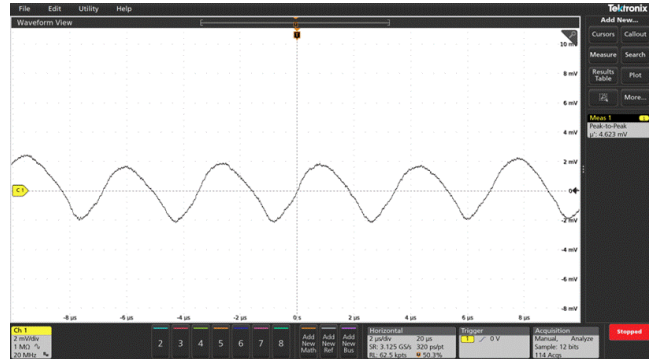 File Edit Utility Help
Tektronix
Waveform View
Add New...
T
Cursors Callout
10 mV
Measure Search
8 mV
Results Table Plot
6 mV
More...
Meas 1 1
Peak-to-Peak
4 mV
µ': 4.623 mV
2 mV
C1
0
-2 mV
-4 mV
-6 mV
-8 mV
-8 µs -6 µs -4 µs -2 µs 0 s 2 µs 4 µs 6 µs 8 µs
Ch 1
2 mV/div
1 MΩ
20 MHz
2 3 4 5 6 7 8
Add New Math
Add New Ref
Add New Bus
Horizontal
2 µs/div 20 µs
SR: 3.125 GS/s 320 ps/pt
RL: 62.5 kpts 50.3%
Trigger
1 0 V
Acquisition
Manual, Analyze
Sample: 12 bits
114 Acqs
Stopped